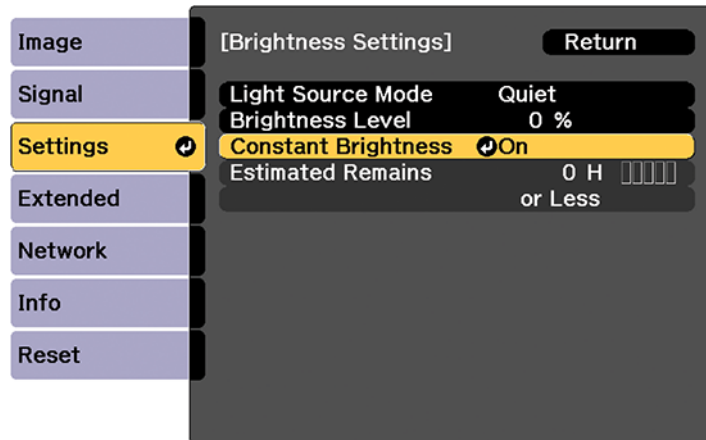 Image
Signal
Settings
Extended
Network
Info
Reset
[Brightness Settings] Return
Light Source Mode Quiet
Brightness Level 0 %
Constant Brightness On
Estimated Remains 0 H
or Less